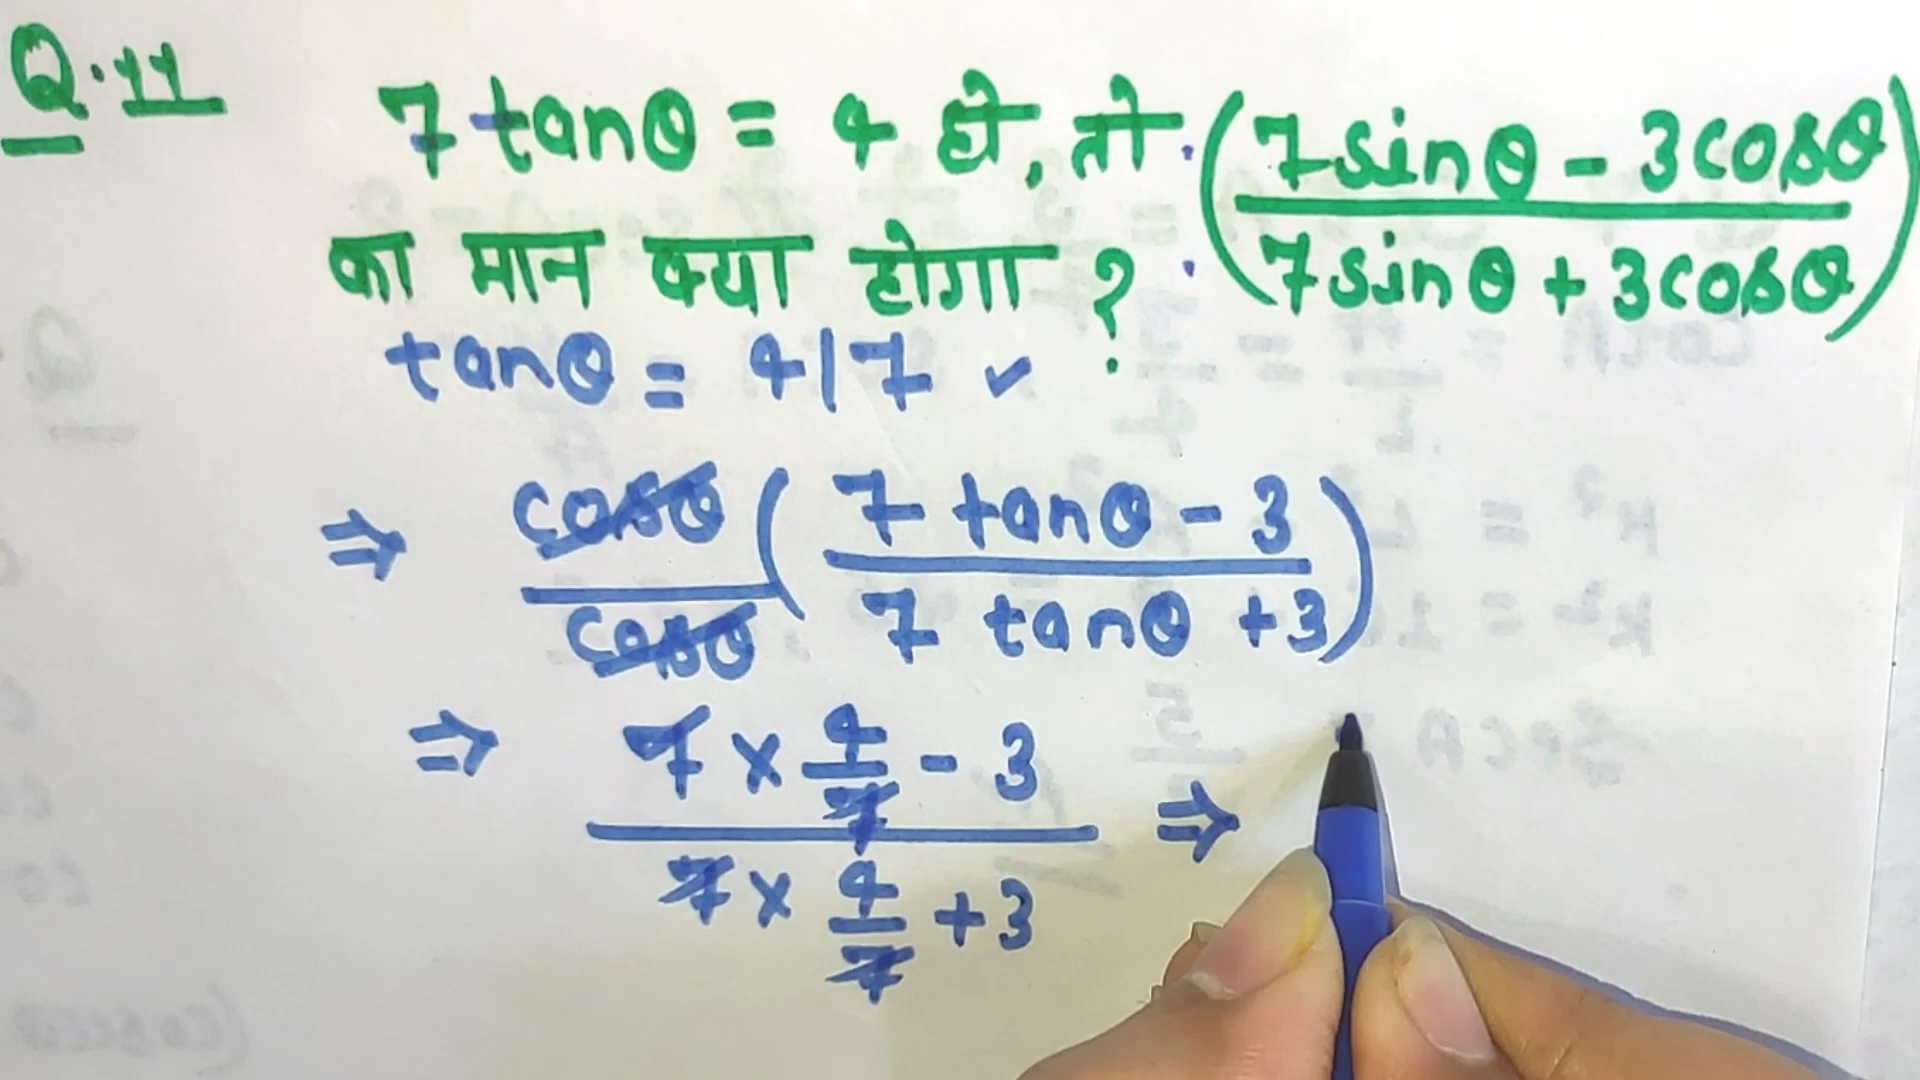 Q.11
7 tanθ = 4 हो, तो (7sinθ - 3cosθ / 7sinθ + 3cosθ)
का मान क्या होगा ?
tanθ = 4/7 ✓
⇒ cosθ/cosθ (7 tanθ - 3 / 7 tanθ + 3)
⇒ 7 × 4/7 - 3 / 7 × 4/7 + 3 ⇒